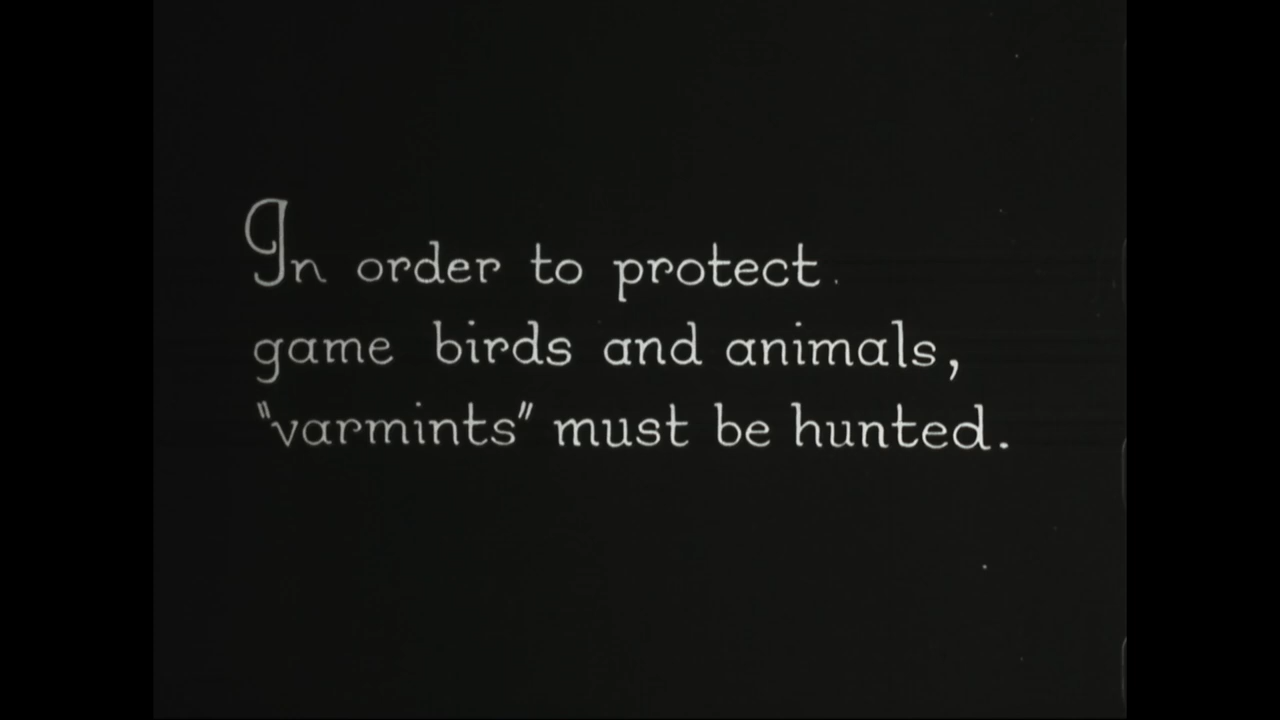 In order to protect
game birds and animals,
"varmints" must be hunted.